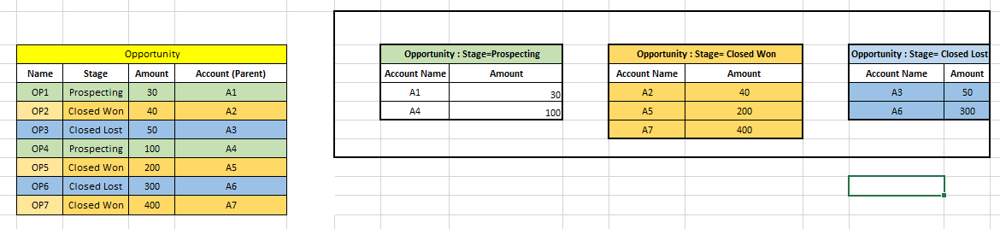 Opportunity
Name Stage Amount Account (Parent)
OP1 Prospecting 30 A1
OP2 Closed Won 40 A2
OP3 Closed Lost 50 A3
OP4 Prospecting 100 A4
OP5 Closed Won 200 A5
OP6 Closed Lost 300 A6
OP7 Closed Won 400 A7
Opportunity : Stage=Prospecting
Account Name Amount
A1 30
A4 100
Opportunity : Stage= Closed Won
Account Name Amount
A2 40
A5 200
A7 400
Opportunity : Stage= Closed Lost
Account Name Amount
A3 50
A6 300